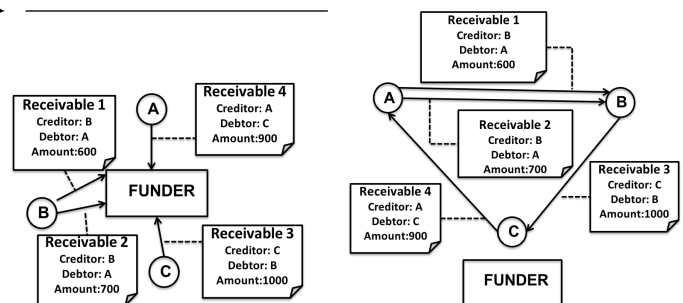 Receivable 1
Creditor: B
Debtor: A
Amount:600
A
Receivable 4
Creditor: A
Debtor: C
Amount:900
FUNDER
B
Receivable 2
Creditor: B
Debtor: A
Amount:700
C
Receivable 3
Creditor: C
Debtor: B
Amount:1000
Receivable 1
Creditor: B
Debtor: A
Amount:600
A
B
Receivable 2
Creditor: B
Debtor: A
Amount:700
Receivable 3
Creditor: C
Debtor: B
Amount:1000
Receivable 4
Creditor: A
Debtor: C
Amount:900
C
FUNDER